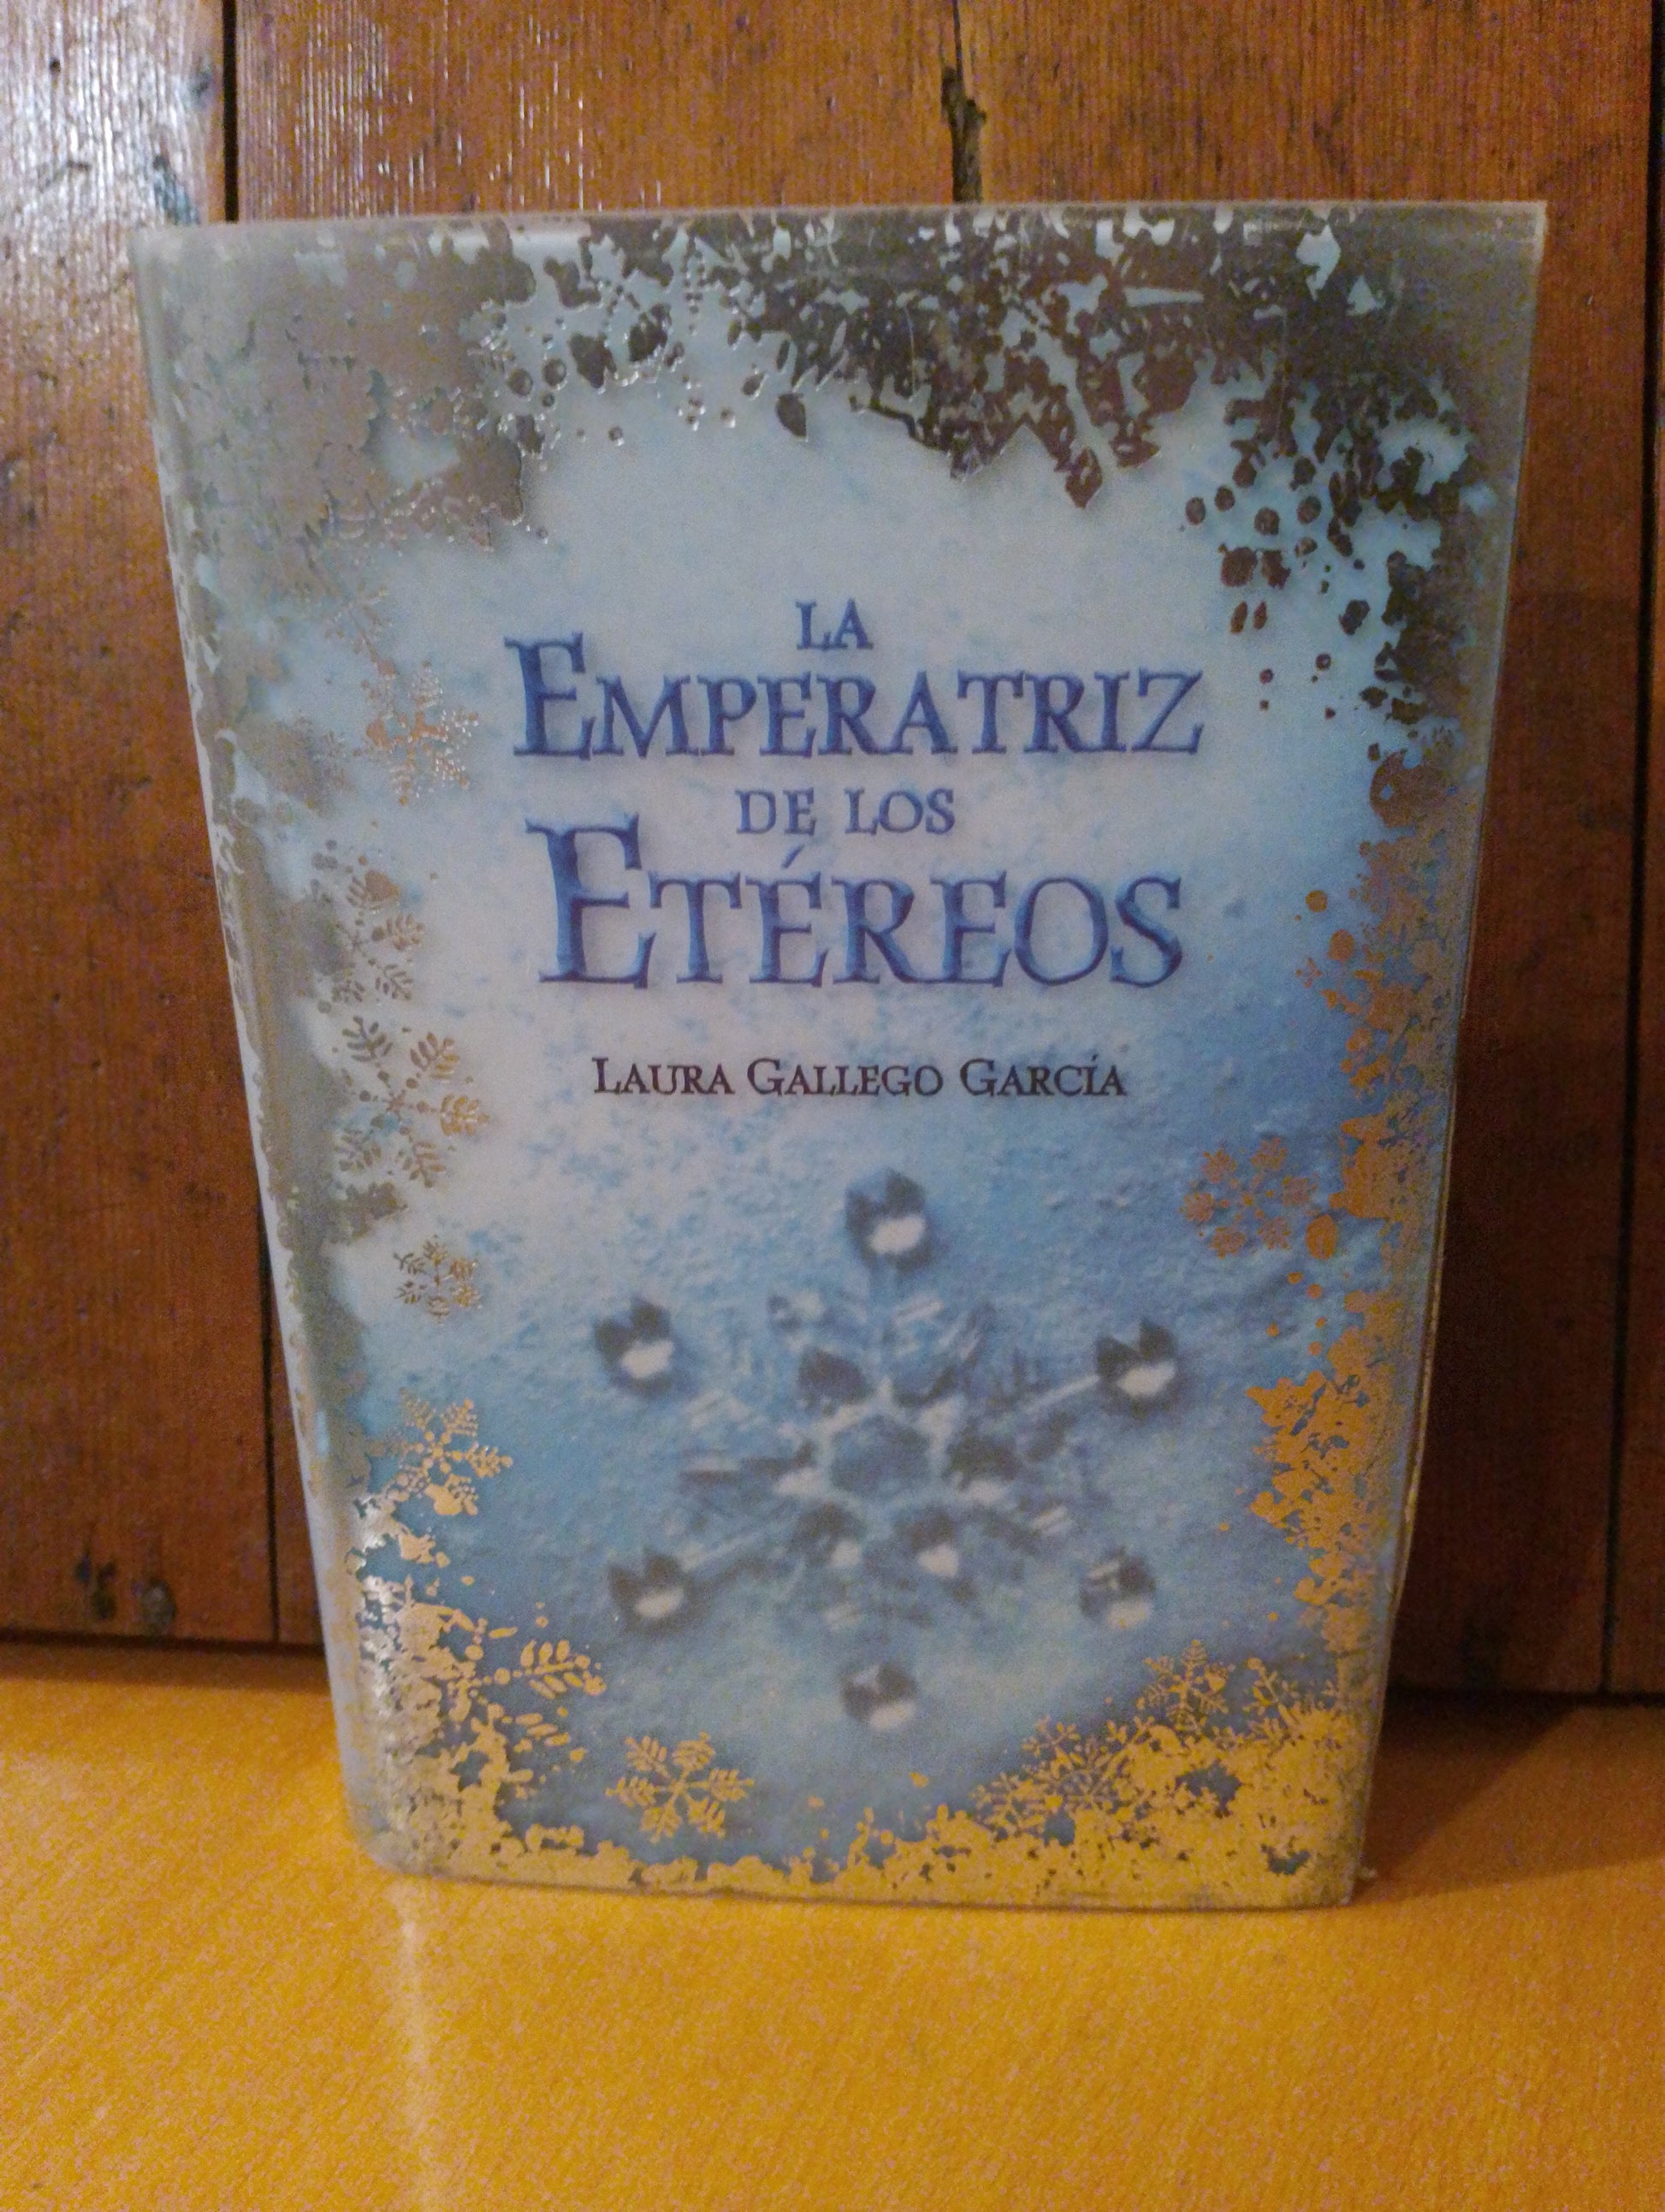 LA
EMPERATRIZ
DE LOS
ETÉREOS
LAURA GALLEGO GARCÍA